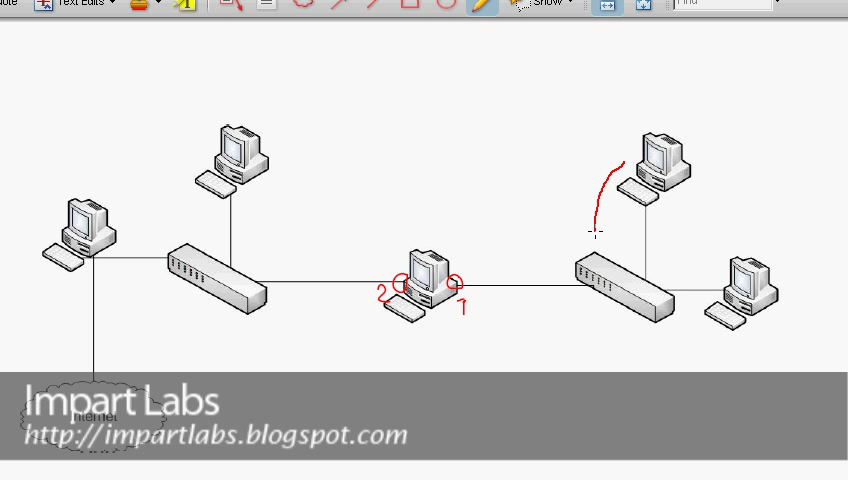 Text Edits
T
Show
Find
2
1
Impart Labs
Internet
http://impartlabs.blogspot.com